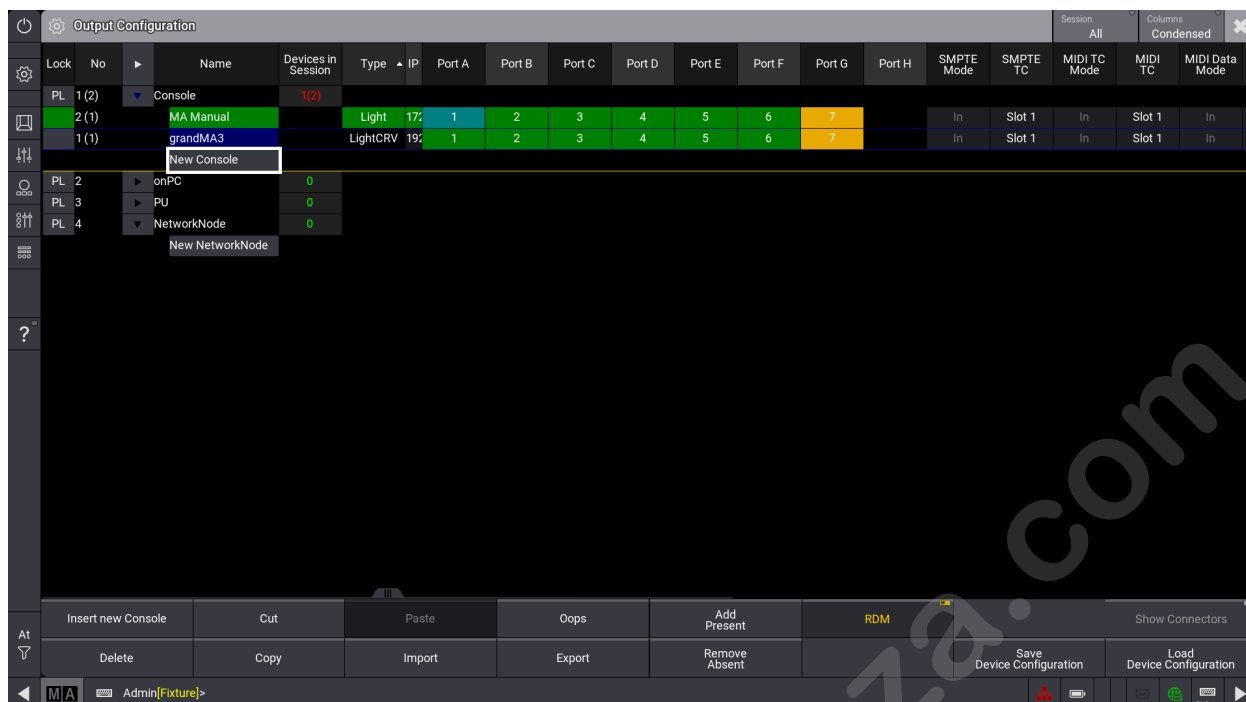 Output Configuration
Session
All
Columns
Condensed
Lock No Name Devices in Session Type IP Port A Port B Port C Port D Port E Port F Port G Port H SMPTE Mode SMPTE TC MIDI TC Mode MIDI TC MIDI Data Mode
PL 1 (2) Console 1(2)
2 (1) MA Manual Light 172 1 2 3 4 5 6 7 In Slot 1 In Slot 1 In
1 (1) grandMA3 LightCRV 192 1 2 3 4 5 6 7 In Slot 1 In Slot 1 In
New Console
PL 2 onPC 0
PL 3 PU 0
PL 4 NetworkNode 0
New NetworkNode
?
Insert new Console Cut Paste Oops Add Present RDM Show Connectors
At
Delete Copy Import Export Remove Absent Save Device Configuration Load Device Configuration
MA Admin[Fixture]>
za.com